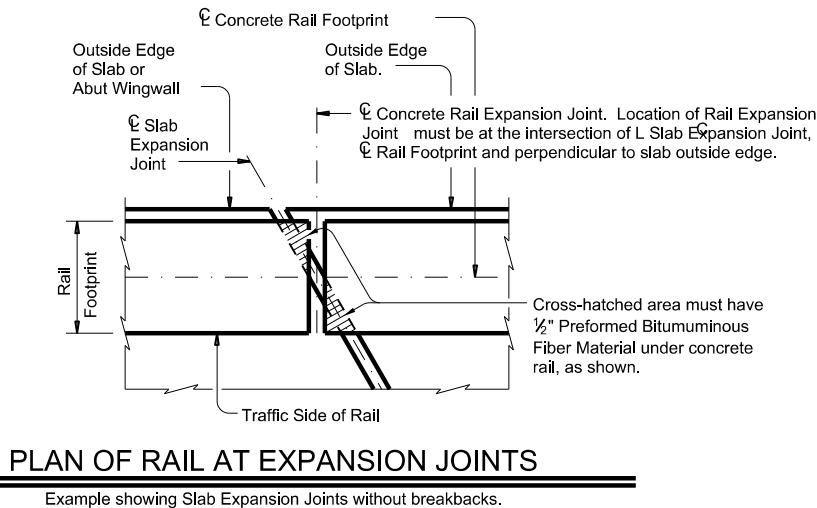 ℄ Concrete Rail Footprint
Outside Edge
of Slab or
Abut Wingwall
Outside Edge
of Slab.
℄ Slab
Expansion
Joint
℄ Concrete Rail Expansion Joint. Location of Rail Expansion
Joint must be at the intersection of L Slab Expansion Joint,
℄
℄ Rail Footprint and perpendicular to slab outside edge.
Rail
Footprint
Cross-hatched area must have
½" Preformed Bitumuminous
Fiber Material under concrete
rail, as shown.
Traffic Side of Rail
PLAN OF RAIL AT EXPANSION JOINTS
Example showing Slab Expansion Joints without breakbacks.